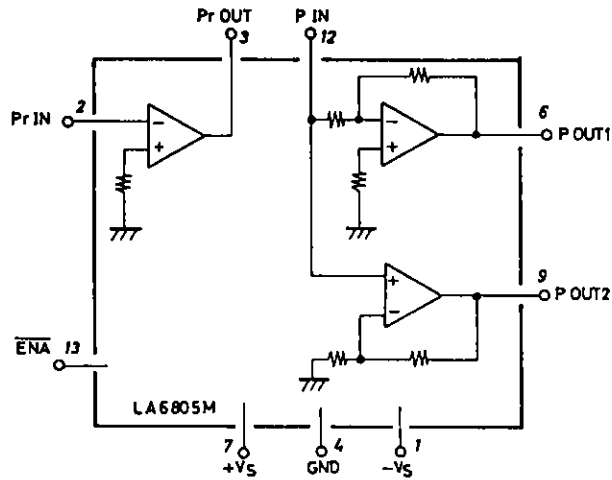 Pr OUT
P IN
3
12
2
Pr IN
−
+
−
+
6
P OUT1
+
−
9
P OUT2
ENA
13
LA6805M
7
4
1
+VS
GND
−VS